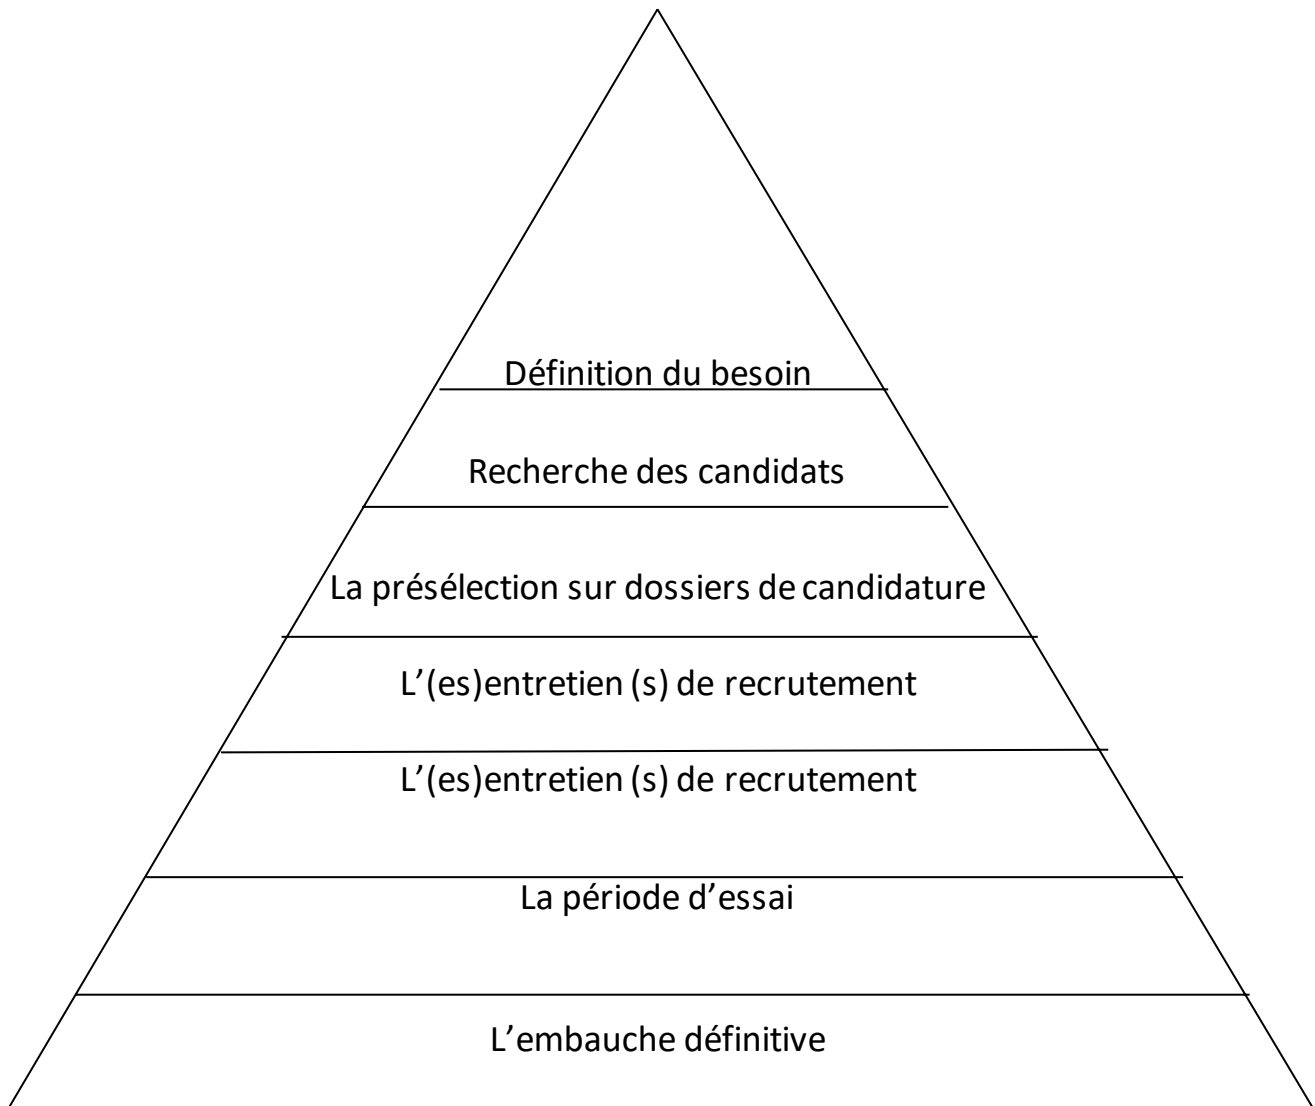 Définition du besoin
Recherche des candidats
La présélection sur dossiers de candidature
L’(es)entretien (s) de recrutement
L’(es)entretien (s) de recrutement
La période d’essai
L’embauche définitive